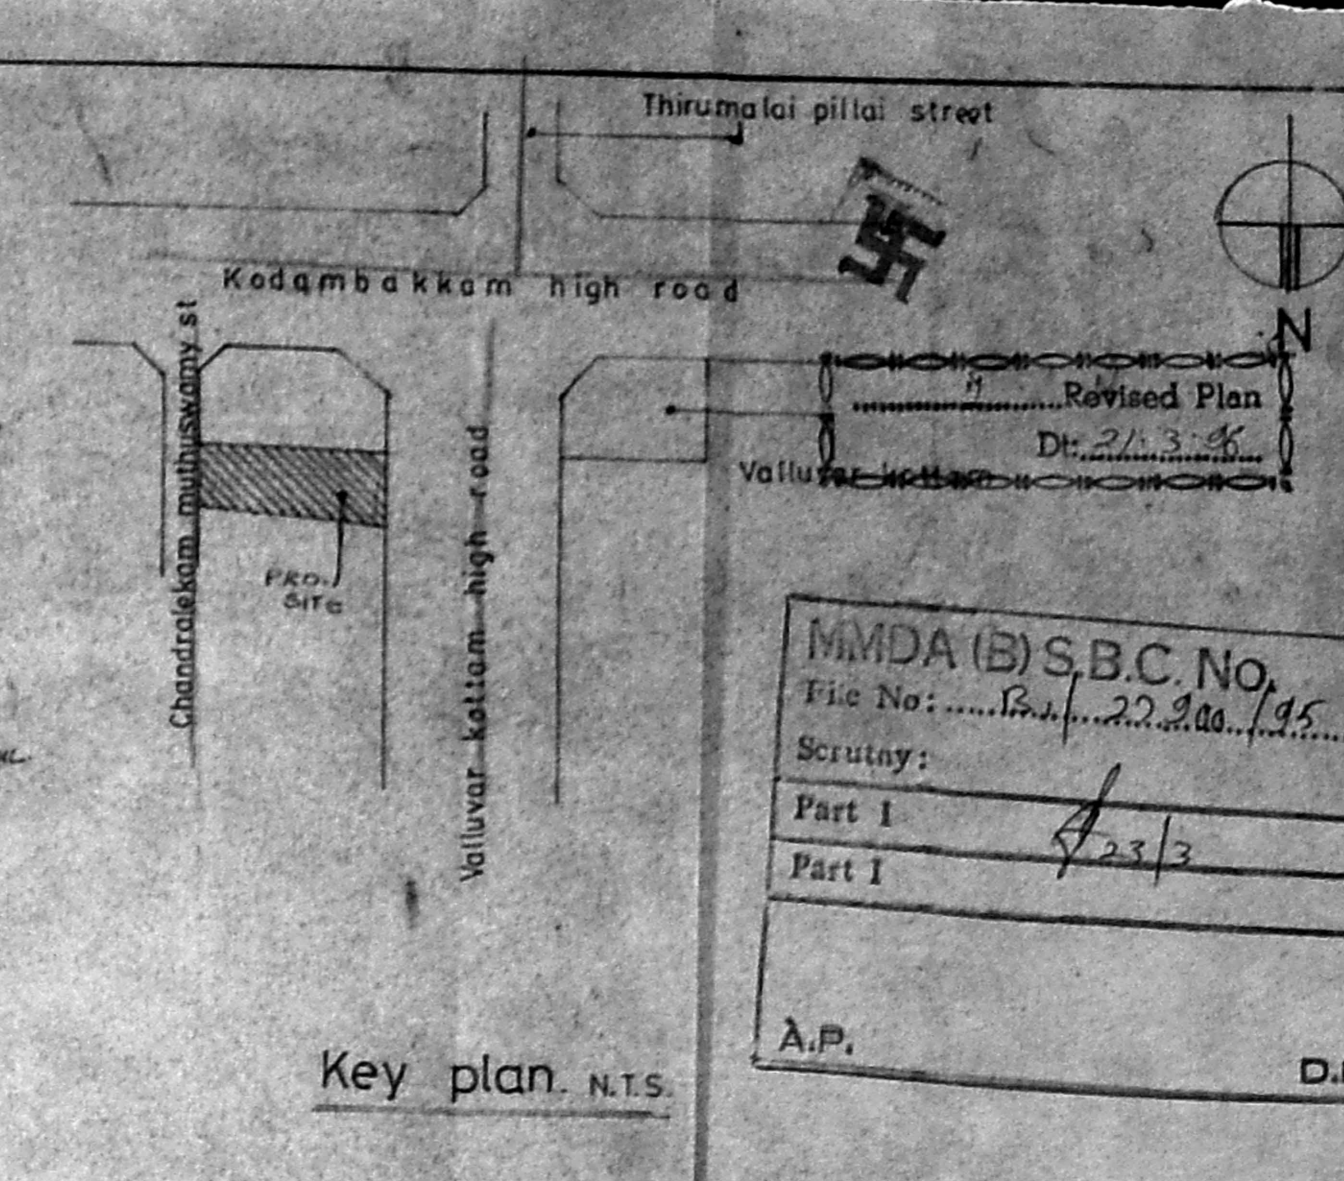 Thirumalai pillai street
Kodambakkam high road
N
Chandralekam muthuswamy st
Valluvar kottam high road
Revised Plan
Dt: 21.3.96
Valluvar kottam
PRO.
SITE
MMDA (B) S.B.C. No.
File No: B1/22900/95
Scrutny:
Part I
23/3
Part I
A.P.
Key plan. N.T.S.